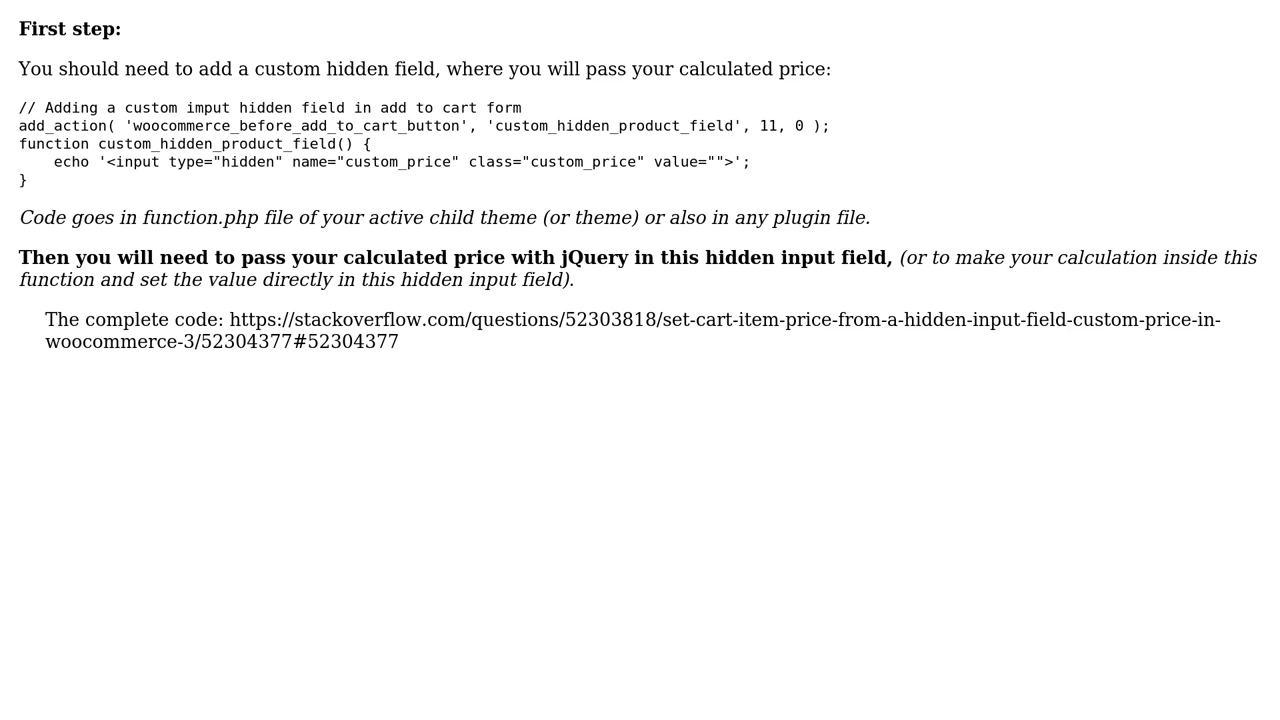 First step:
You should need to add a custom hidden field, where you will pass your calculated price:
// Adding a custom imput hidden field in add to cart form
add_action( 'woocommerce_before_add_to_cart_button', 'custom_hidden_product_field', 11, 0 );
function custom_hidden_product_field() {
    echo '<input type="hidden" name="custom_price" class="custom_price" value="">';
}
Code goes in function.php file of your active child theme (or theme) or also in any plugin file.
Then you will need to pass your calculated price with jQuery in this hidden input field, (or to make your calculation inside this
function and set the value directly in this hidden input field).
The complete code: https://stackoverflow.com/questions/52303818/set-cart-item-price-from-a-hidden-input-field-custom-price-in-
woocommerce-3/52304377#52304377